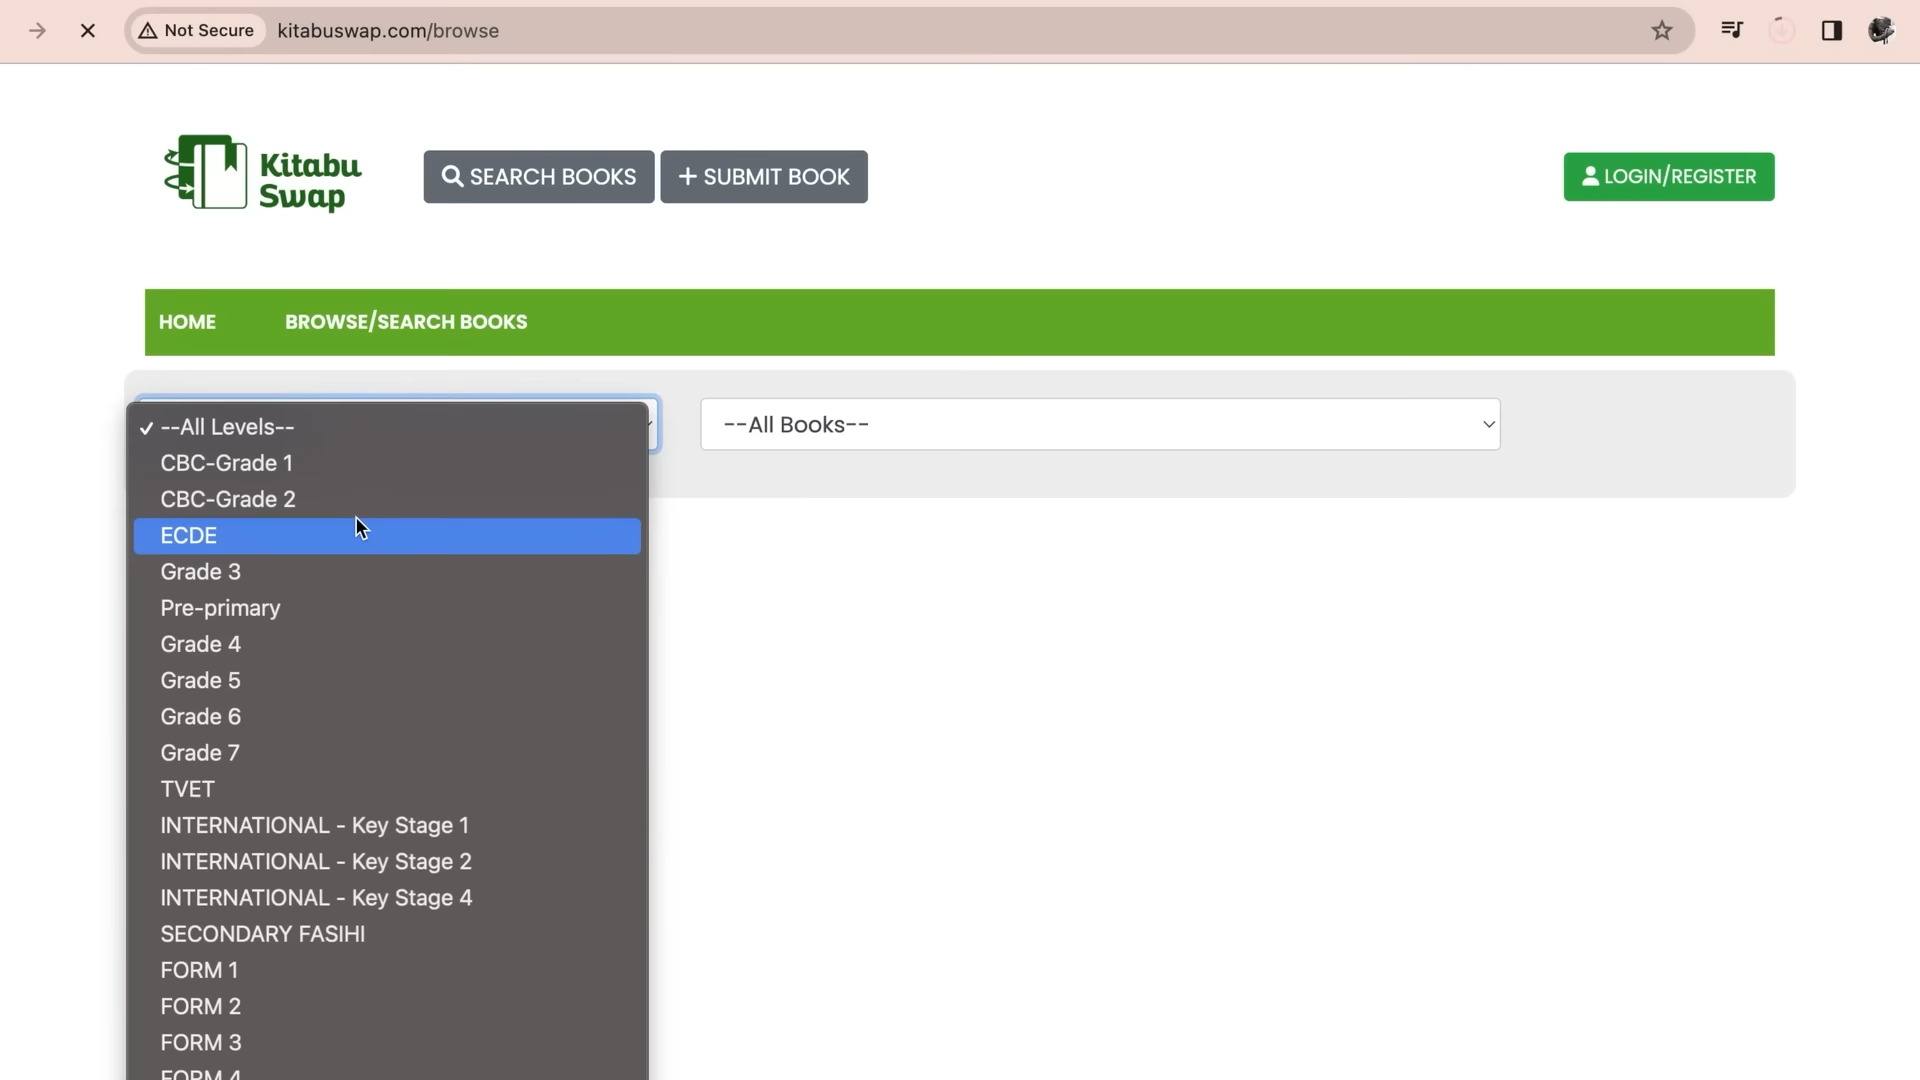 Not Secure kitabuswap.com/browse
Kitabu
Swap
SEARCH BOOKS
+ SUBMIT BOOK
LOGIN/REGISTER
HOME
BROWSE/SEARCH BOOKS
--All Levels--
--All Books--
CBC-Grade 1
CBC-Grade 2
ECDE
Grade 3
Pre-primary
Grade 4
Grade 5
Grade 6
Grade 7
TVET
INTERNATIONAL - Key Stage 1
INTERNATIONAL - Key Stage 2
INTERNATIONAL - Key Stage 4
SECONDARY FASIHI
FORM 1
FORM 2
FORM 3
FORM 4